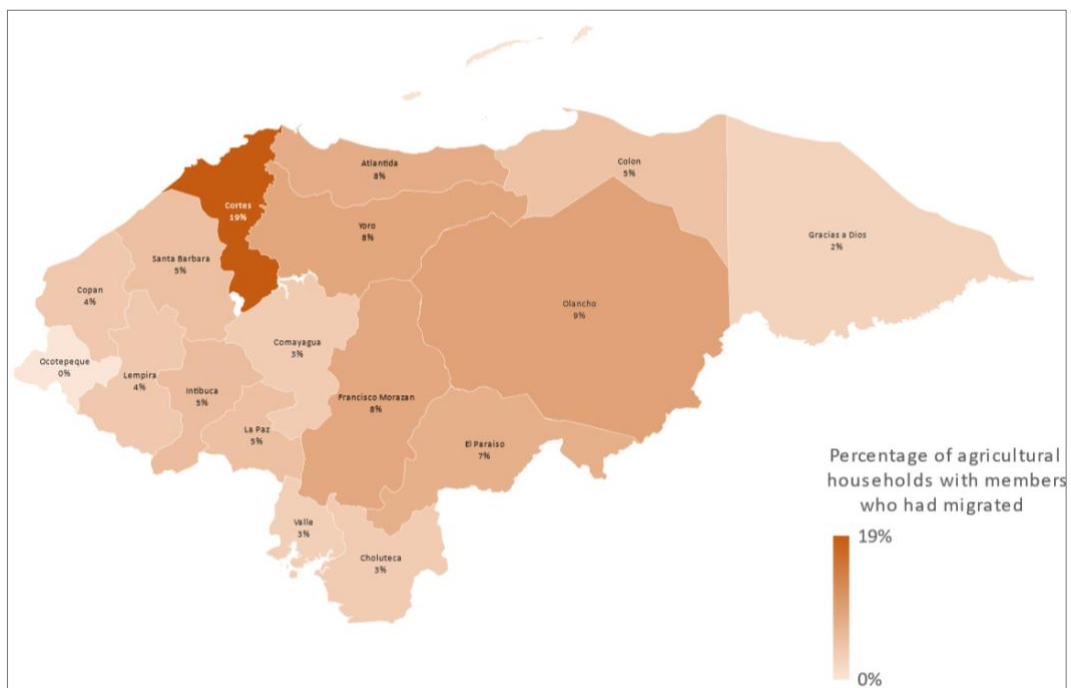 Atlantida
8%
Colon
5%
Cortes
19%
Yoro
8%
Gracias a Dios
2%
Santa Barbara
5%
Copan
4%
Olancho
9%
Comayagua
3%
Ocotepeque
0%
Lempira
4%
Intibuca
5%
Francisco Morazan
8%
La Paz
5%
El Paraiso
7%
Valle
3%
Choluteca
3%
Percentage of agricultural
households with members
who had migrated
19%
0%